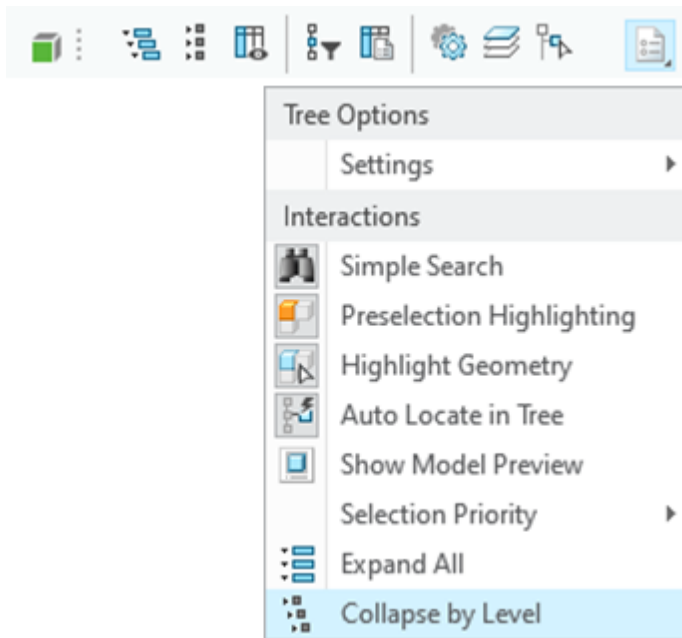 Tree Options
Settings
Interactions
Simple Search
Preselection Highlighting
Highlight Geometry
Auto Locate in Tree
Show Model Preview
Selection Priority
Expand All
Collapse by Level